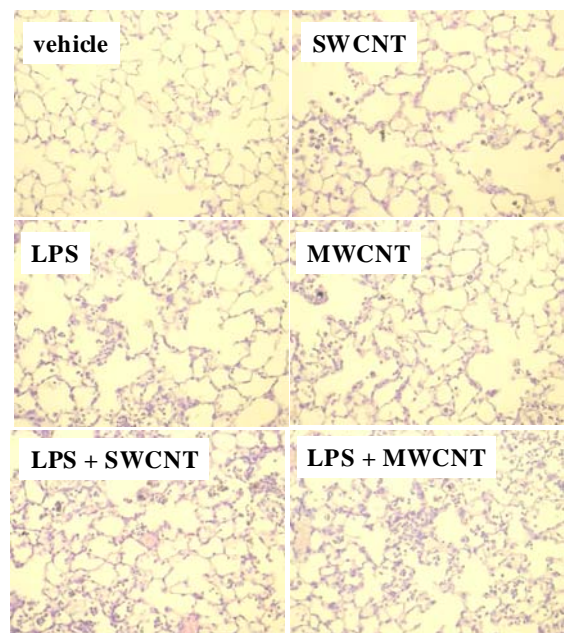 vehicle
SWCNT
LPS
MWCNT
LPS + SWCNT
LPS + MWCNT